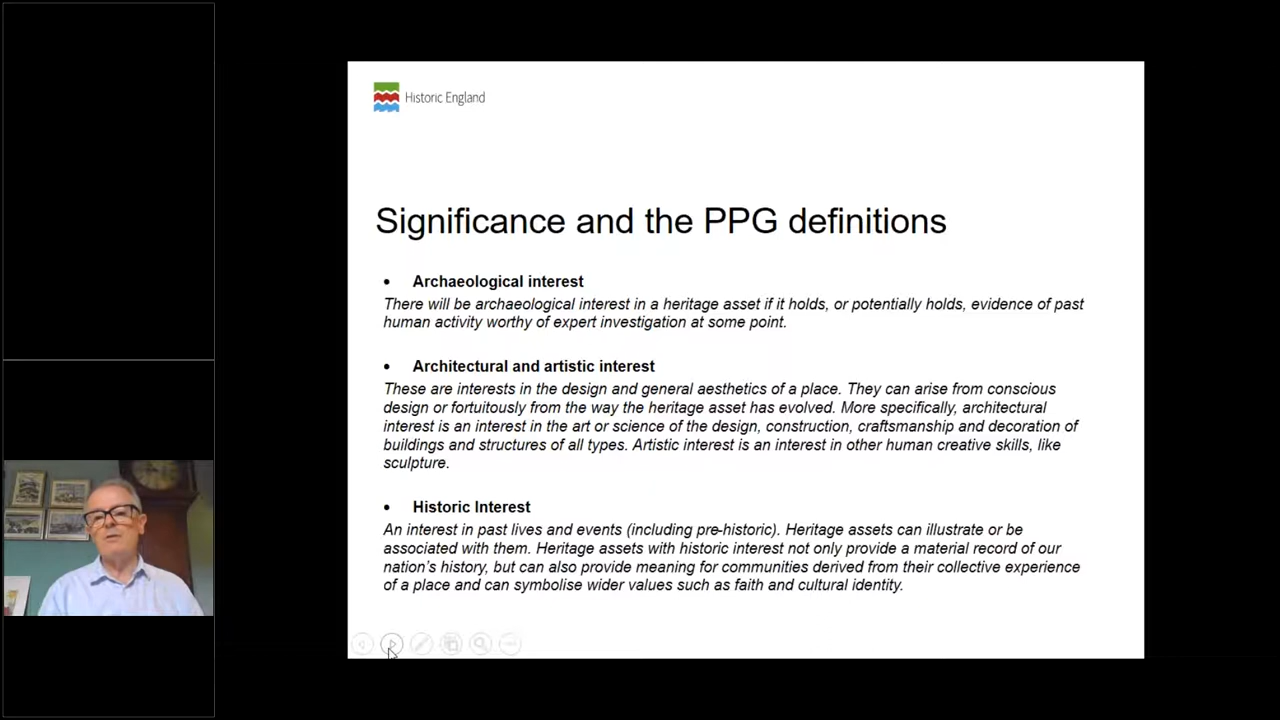 Historic England
Significance and the PPG definitions
• Archaeological interest
There will be archaeological interest in a heritage asset if it holds, or potentially holds, evidence of past
human activity worthy of expert investigation at some point.
• Architectural and artistic interest
These are interests in the design and general aesthetics of a place. They can arise from conscious
design or fortuitously from the way the heritage asset has evolved. More specifically, architectural
interest is an interest in the art or science of the design, construction, craftsmanship and decoration of
buildings and structures of all types. Artistic interest is an interest in other human creative skills, like
sculpture.
• Historic Interest
An interest in past lives and events (including pre-historic). Heritage assets can illustrate or be
associated with them. Heritage assets with historic interest not only provide a material record of our
nation's history, but can also provide meaning for communities derived from their collective experience
of a place and can symbolise wider values such as faith and cultural identity.